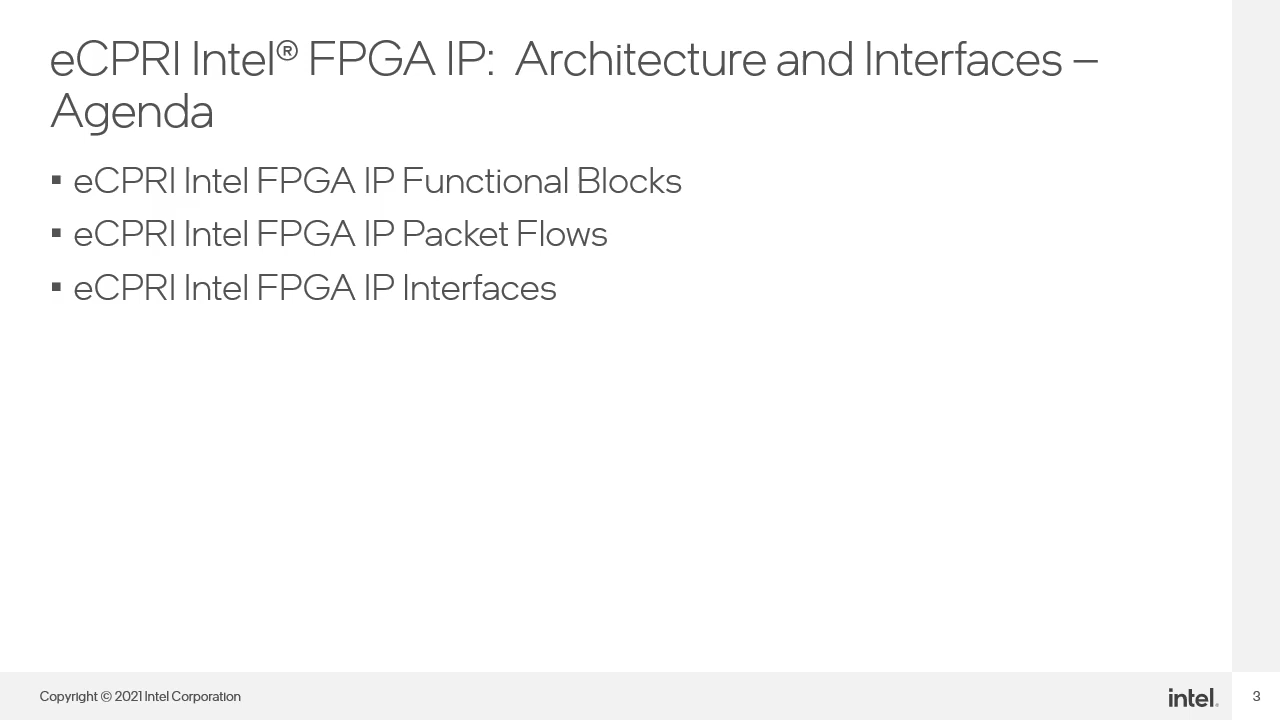 eCPRI Intel® FPGA IP:  Architecture and Interfaces –
Agenda
▪ eCPRI Intel FPGA IP Functional Blocks
▪ eCPRI Intel FPGA IP Packet Flows
▪ eCPRI Intel FPGA IP Interfaces
Copyright © 2021 Intel Corporation
intel.
3